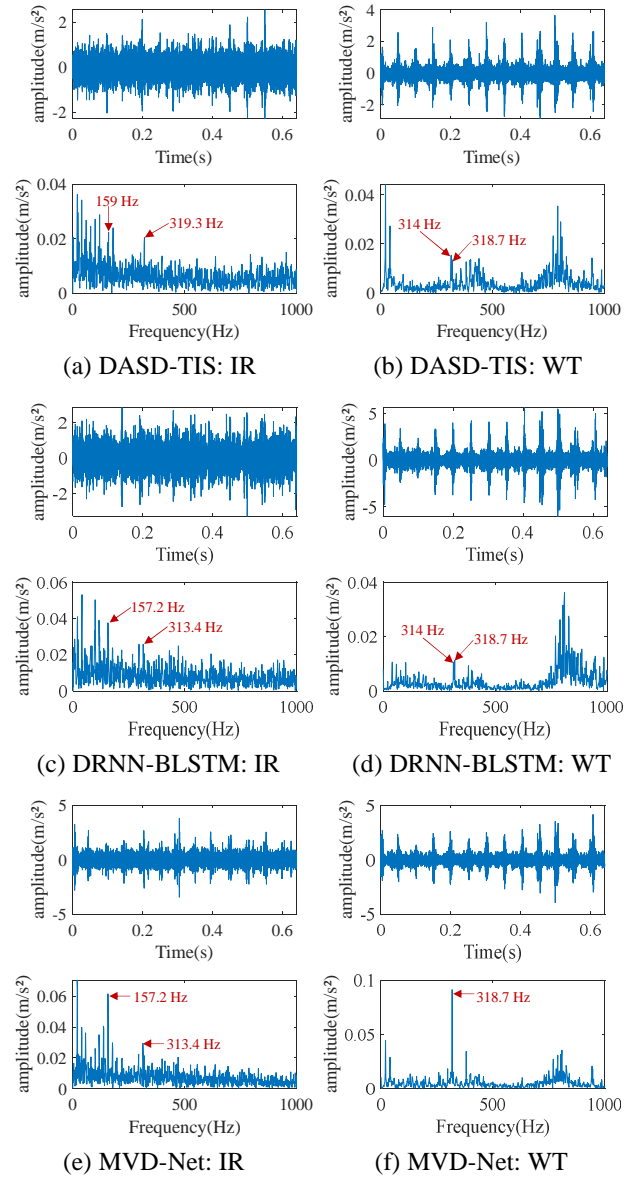 amplitude(m/s²)
2
0
-2
0 0.2 0.4 0.6
Time(s)
amplitude(m/s²)
4
2
0
-2
0 0.2 0.4 0.6
Time(s)
amplitude(m/s²)
0.04
0.02
0
159 Hz
319.3 Hz
0 500 1000
Frequency(Hz)
amplitude(m/s²)
0.04
0.02
0
314 Hz
318.7 Hz
0 500 1000
Frequency(Hz)
(a) DASD-TIS: IR
(b) DASD-TIS: WT
amplitude(m/s²)
2
0
-2
0 0.2 0.4 0.6
Time(s)
amplitude(m/s²)
5
0
-5
0 0.2 0.4 0.6
Time(s)
amplitude(m/s²)
0.06
0.04
0.02
0
157.2 Hz
313.4 Hz
0 500 1000
Frequency(Hz)
amplitude(m/s²)
0.04
0.02
0
314 Hz
318.7 Hz
0 500 1000
Frequency(Hz)
(c) DRNN-BLSTM: IR
(d) DRNN-BLSTM: WT
amplitude(m/s²)
5
0
-5
0 0.2 0.4 0.6
Time(s)
amplitude(m/s²)
5
0
-5
0 0.2 0.4 0.6
Time(s)
amplitude(m/s²)
0.06
0.04
0.02
0
157.2 Hz
313.4 Hz
0 500 1000
Frequency(Hz)
amplitude(m/s²)
0.1
0.05
0
318.7 Hz
0 500 1000
Frequency(Hz)
(e) MVD-Net: IR
(f) MVD-Net: WT